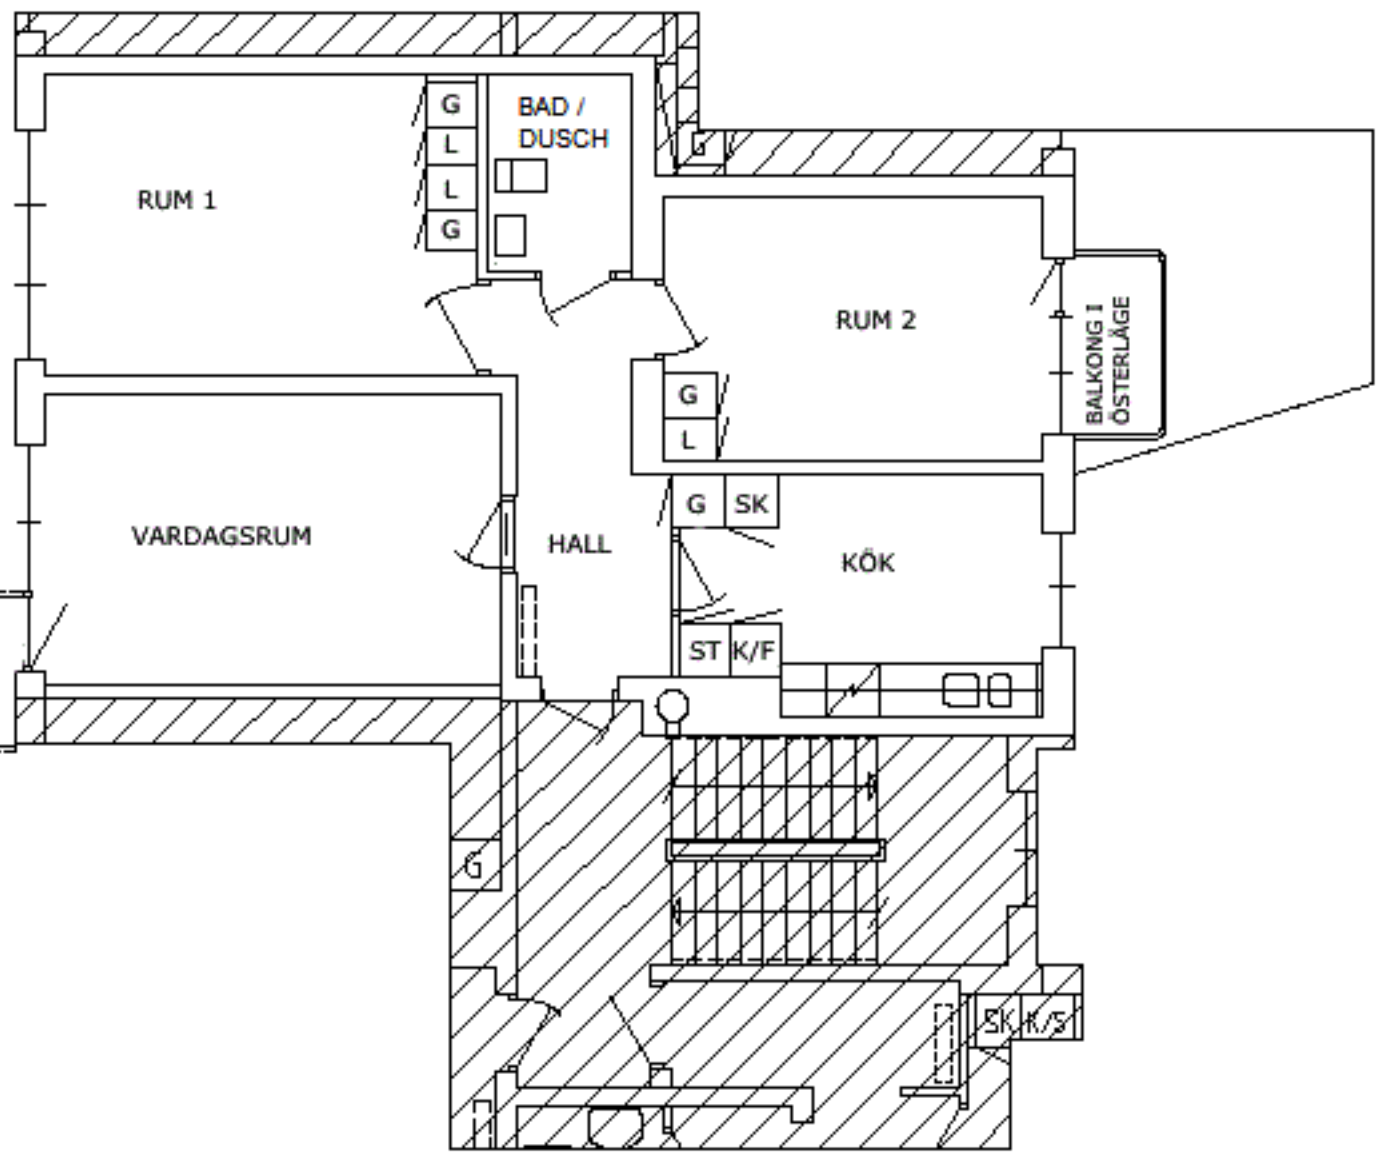 G
BAD /
DUSCH
L
L
RUM 1
G
RUM 2
BALKONG I
ÖSTERLÄGE
G
L
G
SK
VARDAGSRUM
HALL
KÖK
ST
K/F
G
SK
K/S